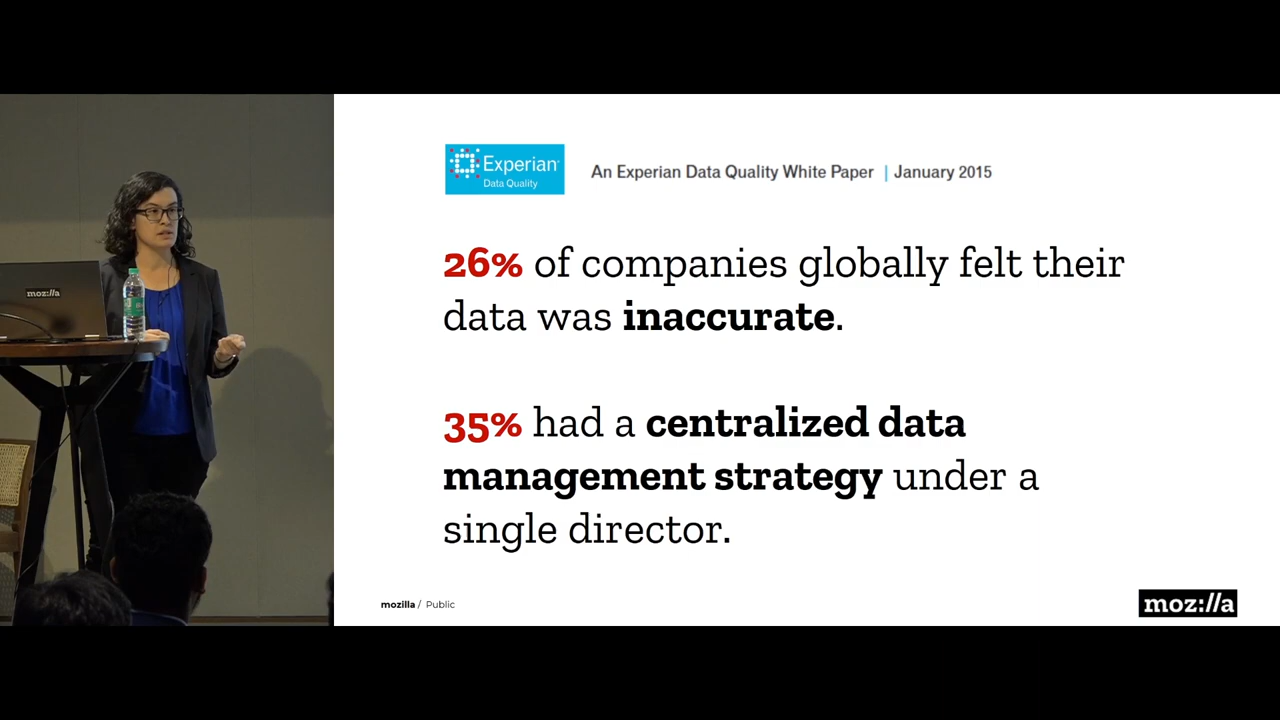 Experian
Data Quality
An Experian Data Quality White Paper | January 2015
26% of companies globally felt their
data was inaccurate.
35% had a centralized data
management strategy under a
single director.
mozilla / Public
moz://a
moz://a